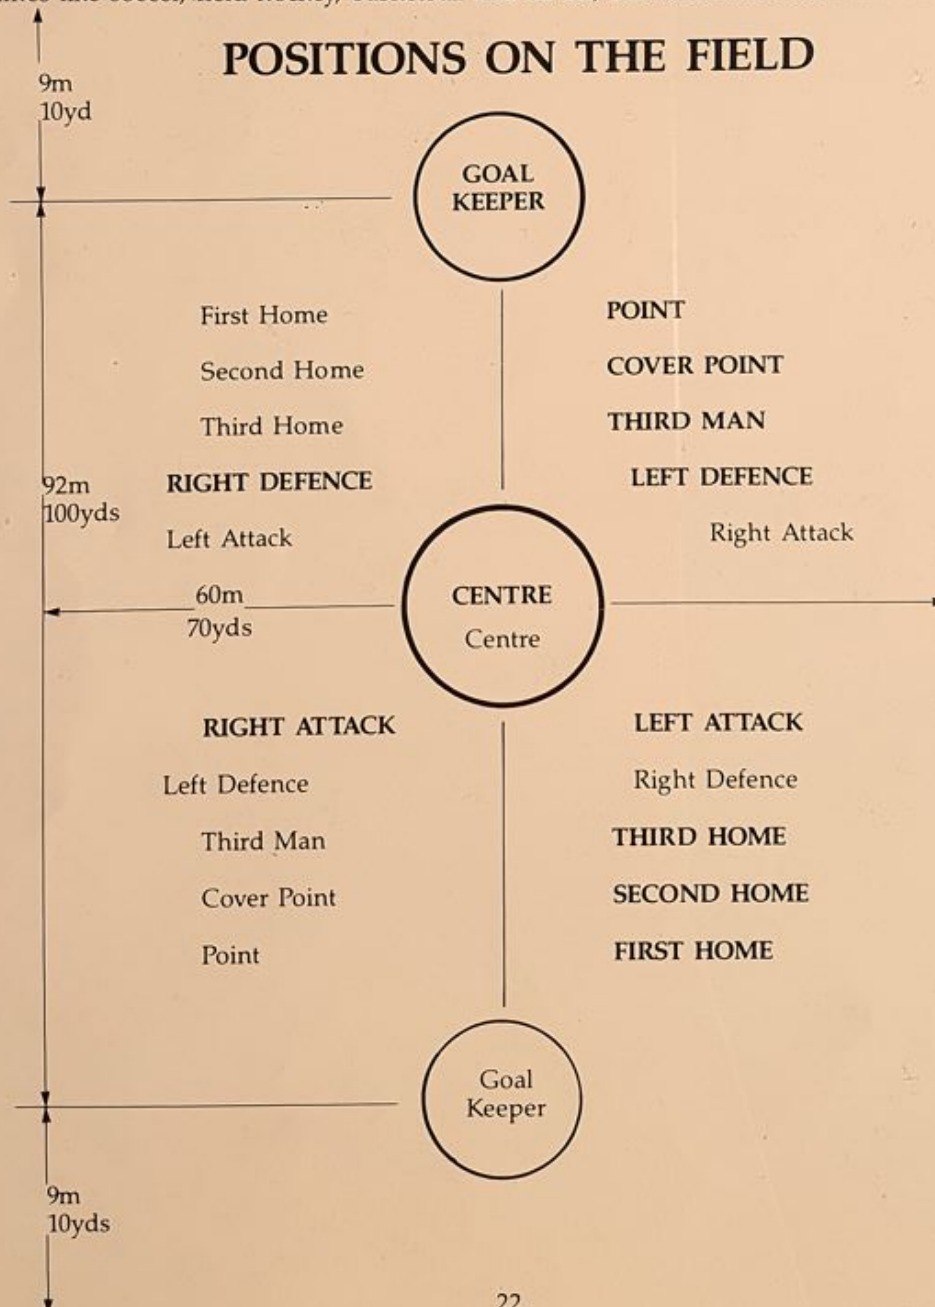 POSITIONS ON THE FIELD
9m
10yd
GOAL
KEEPER
First Home
POINT
Second Home
COVER POINT
Third Home
THIRD MAN
92m
100yds
RIGHT DEFENCE
LEFT DEFENCE
Left Attack
Right Attack
60m
70yds
CENTRE
Centre
RIGHT ATTACK
LEFT ATTACK
Left Defence
Right Defence
Third Man
THIRD HOME
Cover Point
SECOND HOME
Point
FIRST HOME
Goal
Keeper
9m
10yds
22